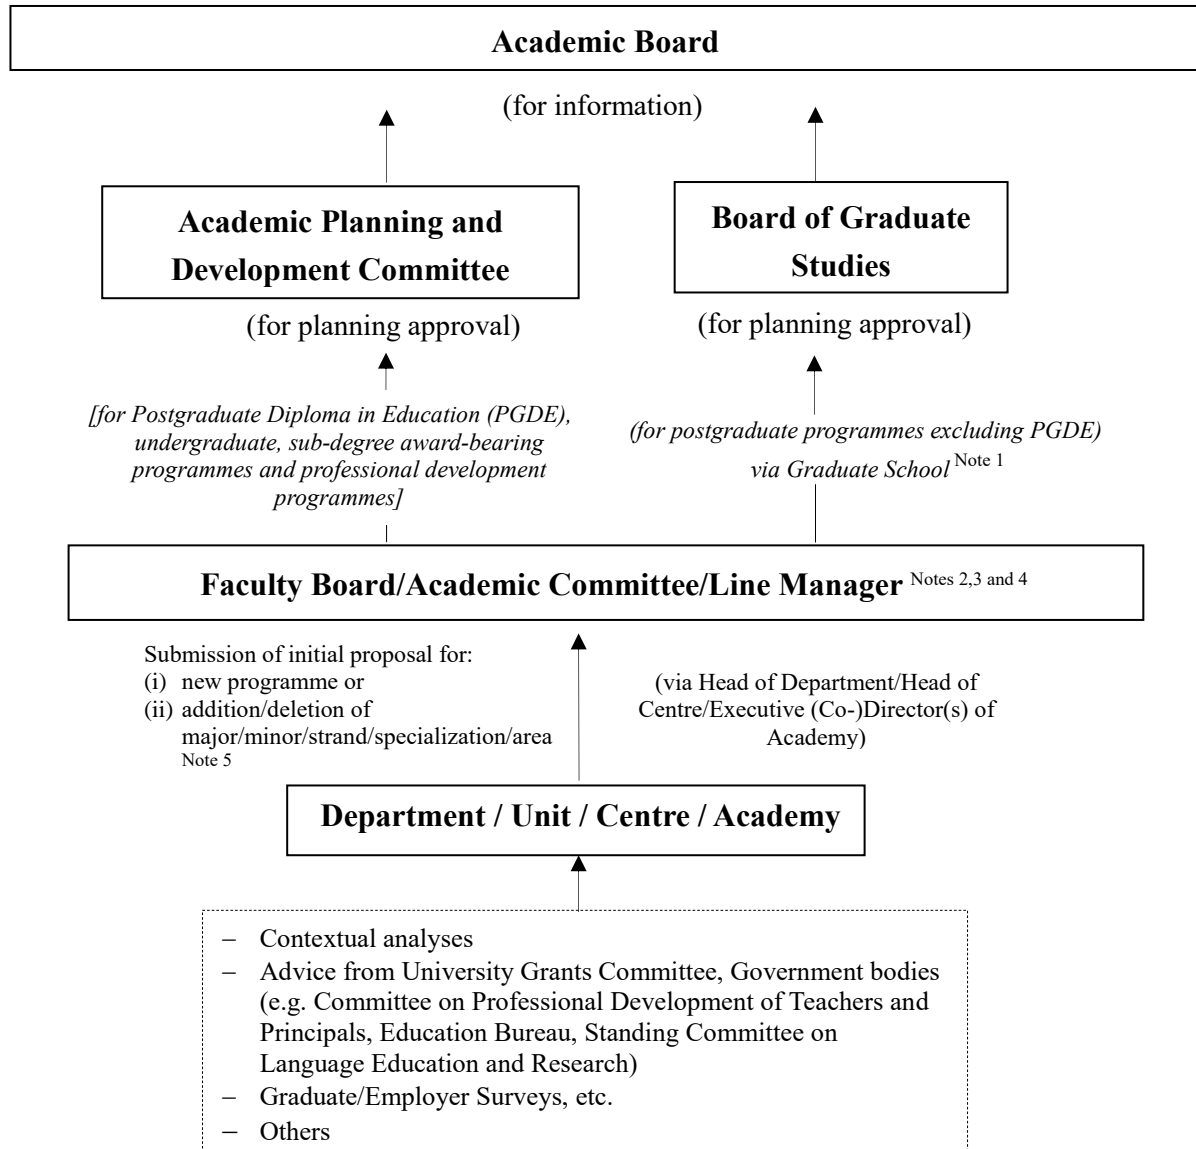 Academic Board
(for information)
Academic Planning and
Development Committee
Board of Graduate
Studies
(for planning approval)
(for planning approval)
[for Postgraduate Diploma in Education (PGDE),
undergraduate, sub-degree award-bearing
programmes and professional development
programmes]
(for postgraduate programmes excluding PGDE)
via Graduate School Note 1
Faculty Board/Academic Committee/Line Manager Notes 2,3 and 4
Submission of initial proposal for:
(i) new programme or
(ii) addition/deletion of
major/minor/strand/specialization/area
Note 5
(via Head of Department/Head of
Centre/Executive (Co-)Director(s) of
Academy)
Department / Unit / Centre / Academy
– Contextual analyses
– Advice from University Grants Committee, Government bodies
(e.g. Committee on Professional Development of Teachers and
Principals, Education Bureau, Standing Committee on
Language Education and Research)
– Graduate/Employer Surveys, etc.
– Others